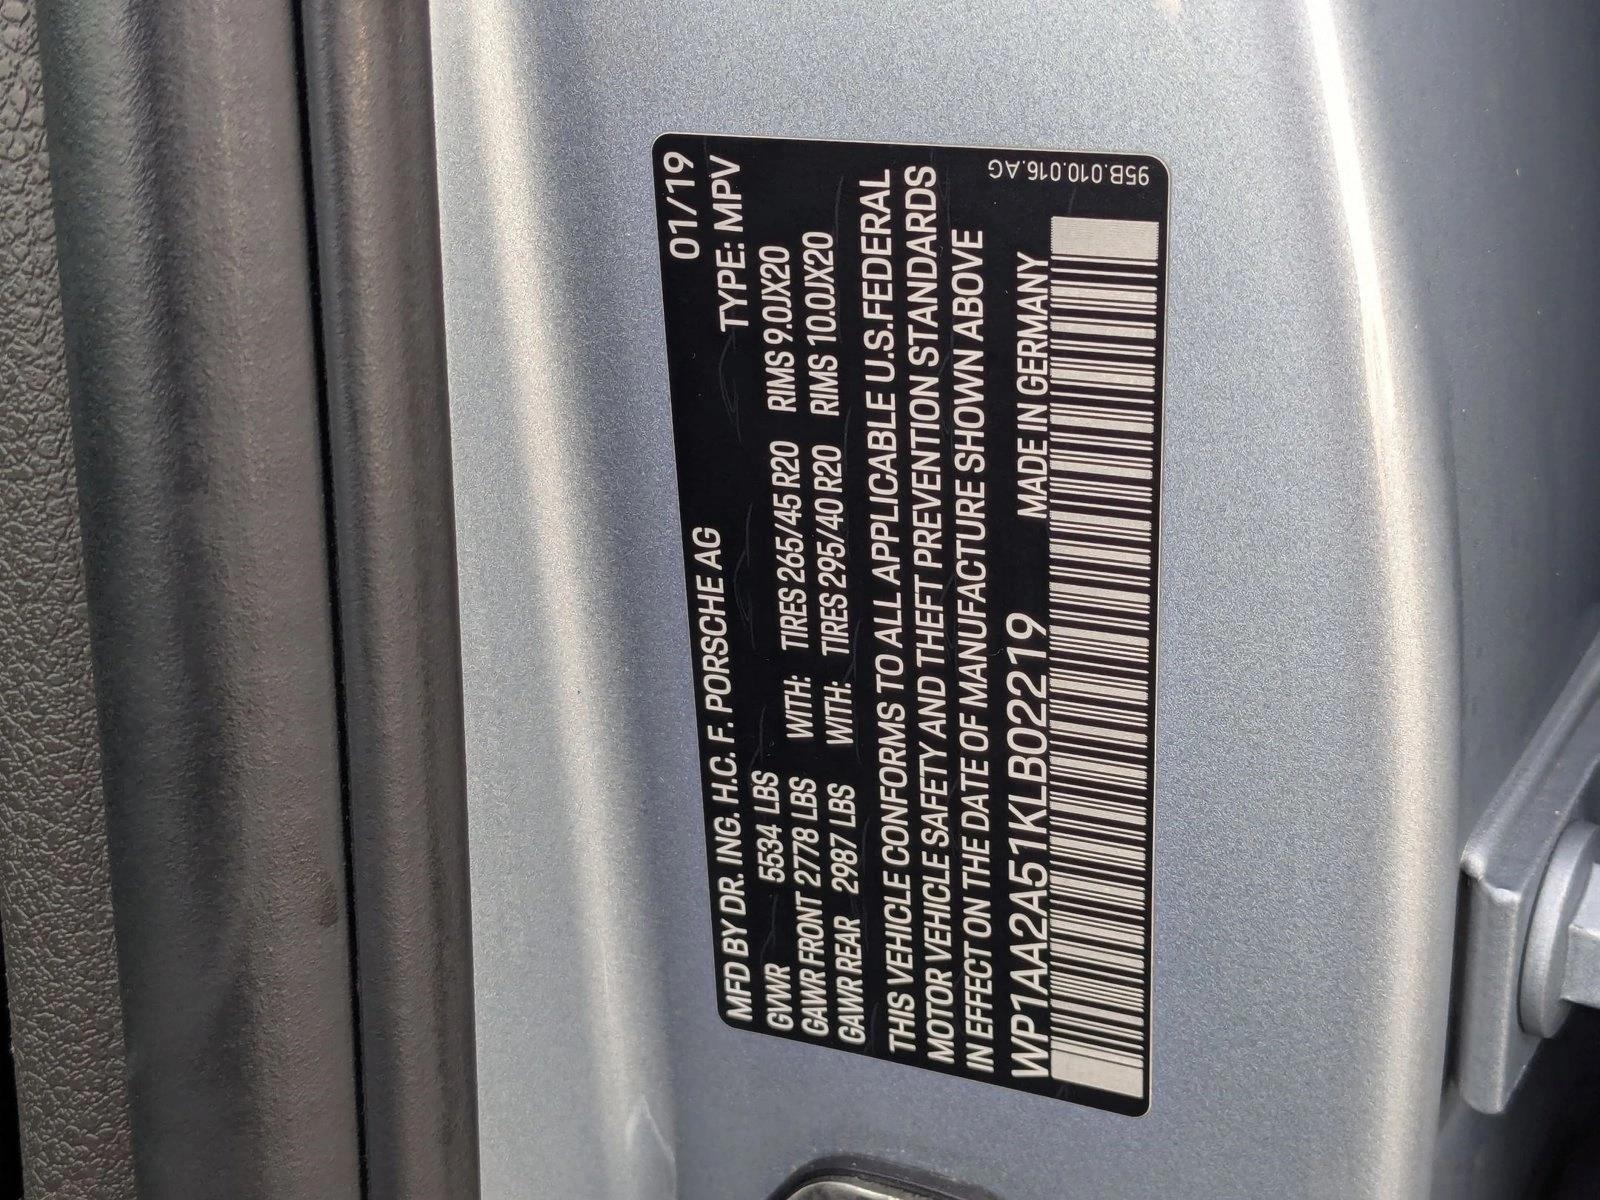 MFD BY DR. ING. H.C. F. PORSCHE AG 01/19
GVWR 5534 LBS TYPE: MPV
GAWR FRONT 2778 LBS WITH: TIRES 265/45 R20 RIMS 9.0JX20
GAWR REAR 2987 LBS WITH: TIRES 295/40 R20 RIMS 10.0JX20
THIS VEHICLE CONFORMS TO ALL APPLICABLE U.S.FEDERAL
MOTOR VEHICLE SAFETY AND THEFT PREVENTION STANDARDS
IN EFFECT ON THE DATE OF MANUFACTURE SHOWN ABOVE
WP1AA2A51KLB02219 MADE IN GERMANY
95B.010.016.AG